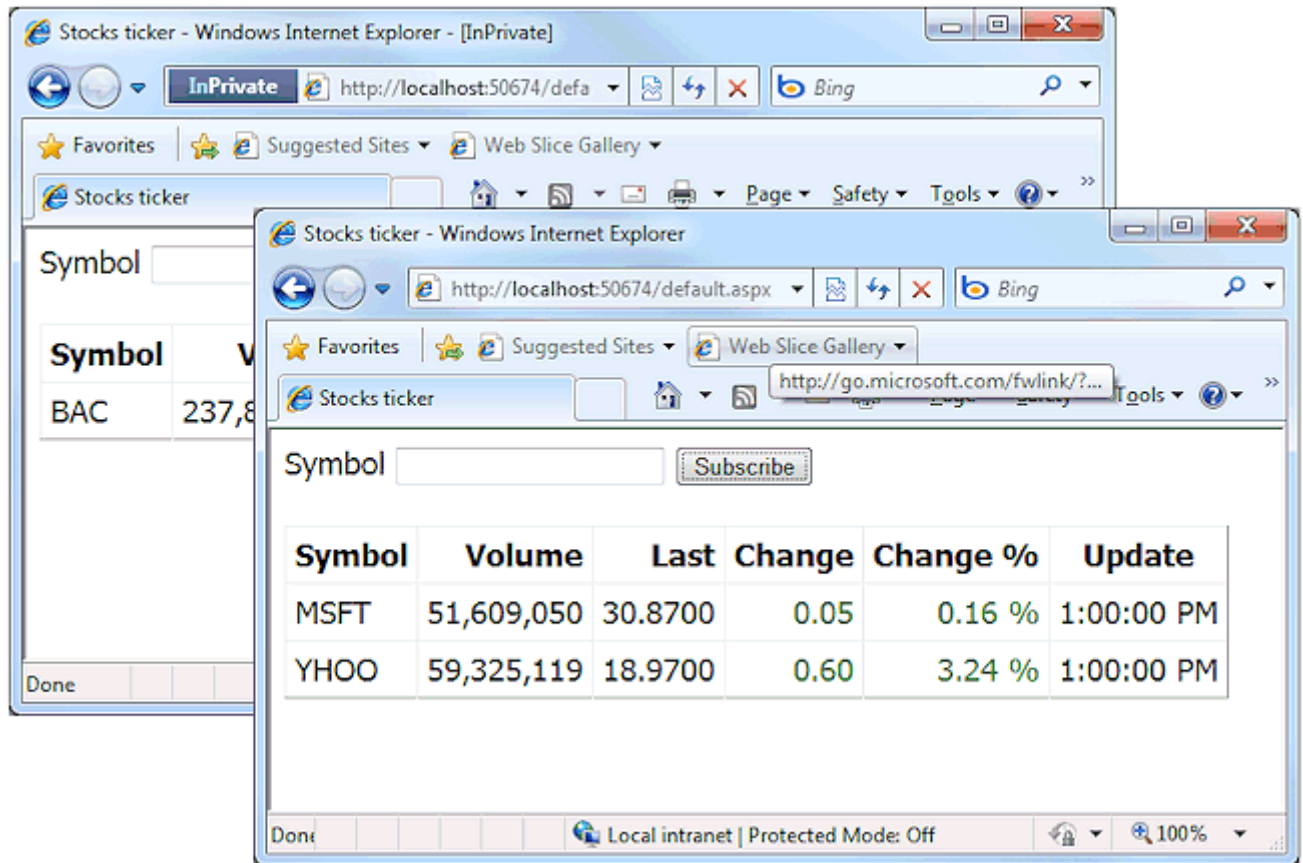 Stocks ticker - Windows Internet Explorer - [InPrivate]
InPrivate http://localhost:50674/defa Bing
Favorites Suggested Sites Web Slice Gallery
Stocks ticker Page Safety Tools
Symbol
Symbol V
BAC 237,8
Done
Stocks ticker - Windows Internet Explorer
http://localhost:50674/default.aspx Bing
Favorites Suggested Sites Web Slice Gallery
http://go.microsoft.com/fwlink/?...
Stocks ticker Tools
Symbol Subscribe
Symbol Volume Last Change Change % Update
MSFT 51,609,050 30.8700 0.05 0.16 % 1:00:00 PM
YHOO 59,325,119 18.9700 0.60 3.24 % 1:00:00 PM
Done Local intranet | Protected Mode: Off 100%